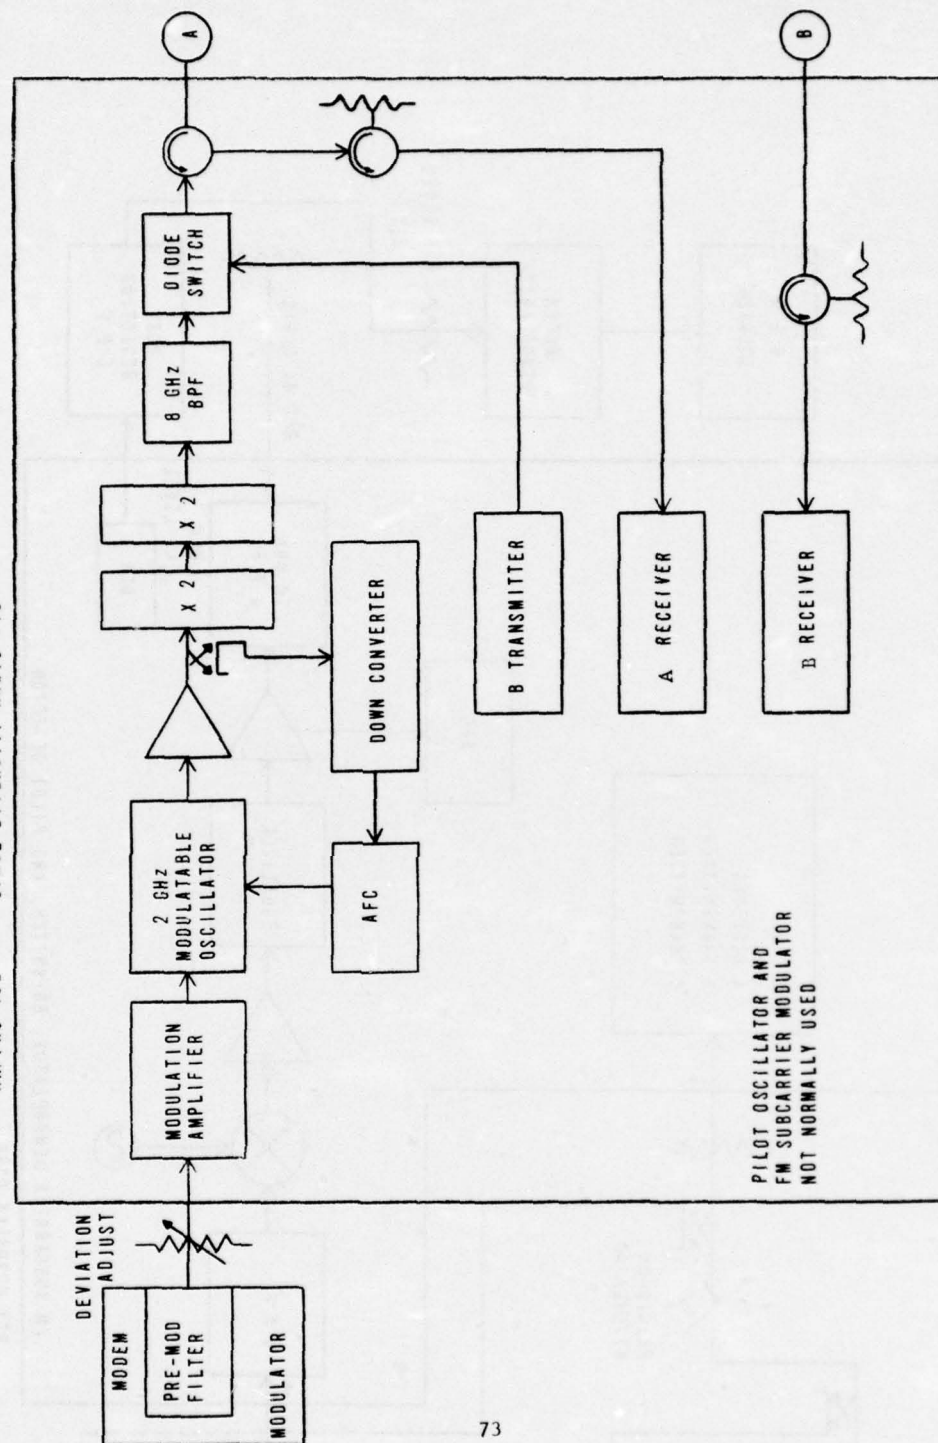 A
B
DIODE
SWITCH
8 GHz
BPF
X 2
X 2
DOWN CONVERTER
B TRANSMITTER
A RECEIVER
B RECEIVER
2 GHz
MODULATABLE
OSCILLATOR
AFC
MODULATION
AMPLIFIER
PILOT OSCILLATOR AND
FM SUBCARRIER MODULATOR
NOT NORMALLY USED
DEVIATION
ADJUST
MODEM
PRE-MOD
FILTER
MODULATOR
73